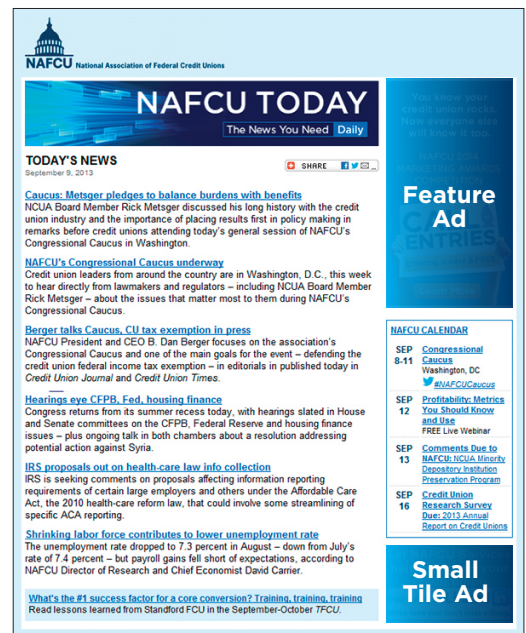 NAFCU National Association of Federal Credit Unions
NAFCU TODAY
The News You Need Daily
TODAY'S NEWS
September 9, 2013
SHARE
Caucus: Metsger pledges to balance burdens with benefits
NCUA Board Member Rick Metsger discussed his long history with the credit
union industry and the importance of placing results first in policy making in
remarks before credit unions attending today's general session of NAFCU's
Congressional Caucus in Washington.
NAFCU's Congressional Caucus underway
Credit union leaders from around the country are in Washington, D.C., this week
to hear directly from lawmakers and regulators – including NCUA Board Member
Rick Metsger – about the issues that matter most to them during NAFCU's
Congressional Caucus.
Berger talks Caucus, CU tax exemption in press
NAFCU President and CEO B. Dan Berger focuses on the association's
Congressional Caucus and one of the main goals for the event – defending the
credit union federal income tax exemption – in editorials in published today in
Credit Union Journal and Credit Union Times.
Hearings eye CFPB, Fed, housing finance
Congress returns from its summer recess today, with hearings slated in House
and Senate committees on the CFPB, Federal Reserve and housing finance
issues – plus ongoing talk in both chambers about a resolution addressing
potential action against Syria.
IRS proposals out on health-care law info collection
IRS is seeking comments on proposals affecting information reporting
requirements of certain large employers and others under the Affordable Care
Act, the 2010 health-care reform law, that could involve some streamlining of
specific ACA reporting.
Shrinking labor force contributes to lower unemployment rate
The unemployment rate dropped to 7.3 percent in August – down from July's
rate of 7.4 percent – but payroll gains fell short of expectations, according to
NAFCU Director of Research and Chief Economist David Carrier.
What's the #1 success factor for a core conversion? Training, training, training
Read lessons learned from Standford FCU in the September-October TFCU.
You know your
credit union rocks.
Now everyone else
will know it too.
NAFCU 2014
Feature
Ad
ENTRIES
NAFCU CALENDAR
SEP 8-11 Congressional
Caucus
Washington, DC
#NAFCUCaucus
SEP 12 Profitability: Metrics
You Should Know
and Use
FREE Live Webinar
SEP 13 Comments Due to
NAFCU: NCUA Minority
Depository Institution
Preservation Program
SEP 16 Credit Union
Research Survey
Due: 2013 Annual
Report on Credit Unions
Small
Tile Ad